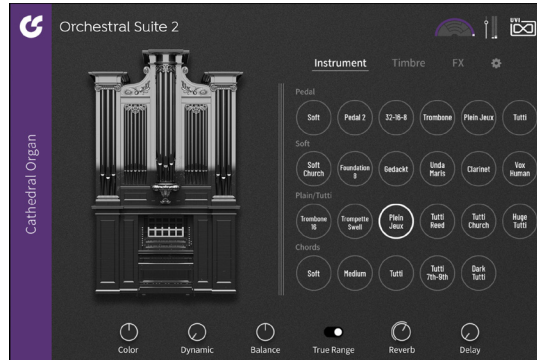 Orchestral Suite 2
UVI
Cathedral Organ
Instrument Timbre FX
Pedal
Soft Pedal 2 32-16-8 Trombone Plein Jeux Tutti
Soft
Soft Church Foundation 8 Gedackt Unda Maris Clarinet Vox Human
Plain/Tutti
Trombone 16 Trompette Swell Plein Jeux Tutti Reed Tutti Church Huge Tutti
Chords
Soft Medium Tutti Tutti 7th-9th Dark Tutti
Color Dynamic Balance True Range Reverb Delay